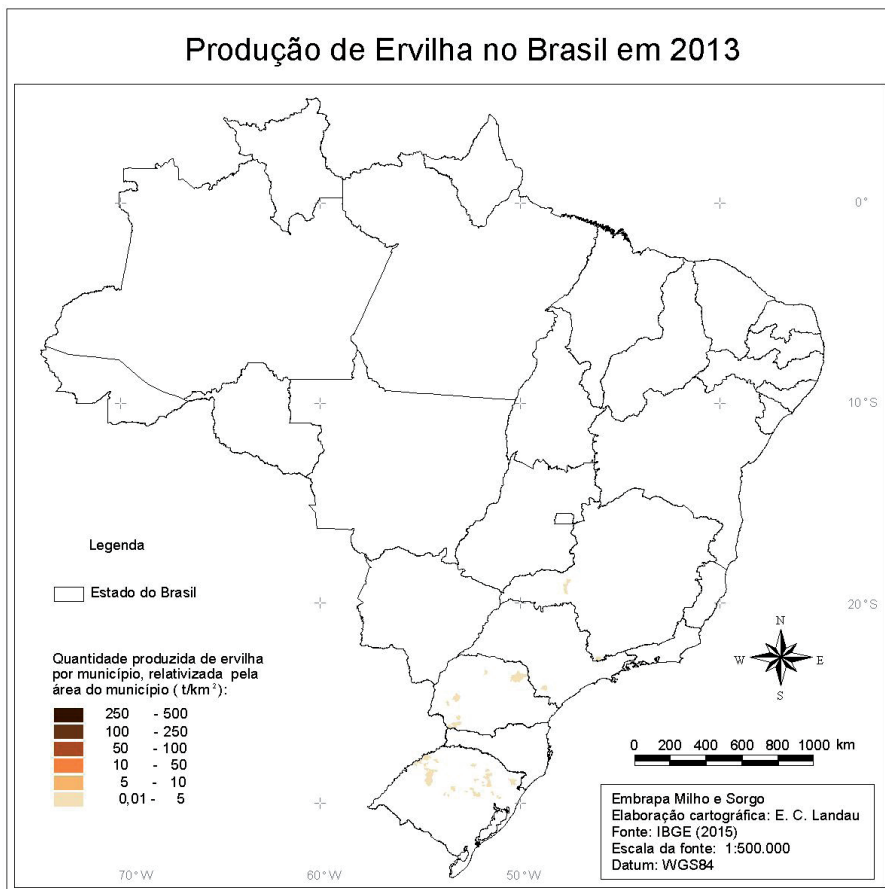 Produção de Ervilha no Brasil em 2013
0°
10°S
20°S
Legenda
Estado do Brasil
N
W E
S
Quantidade produzida de ervilha
por município, relativizada pela
área do município ( t/km²):
250 - 500
100 - 250
50 - 100
10 - 50
5 - 10
0,01 - 5
0 200 400 600 800 1000 km
Embrapa Milho e Sorgo
Elaboração cartográfica: E. C. Landau
Fonte: IBGE (2015)
Escala da fonte: 1:500.000
Datum: WGS84
70°W 60°W 50°W